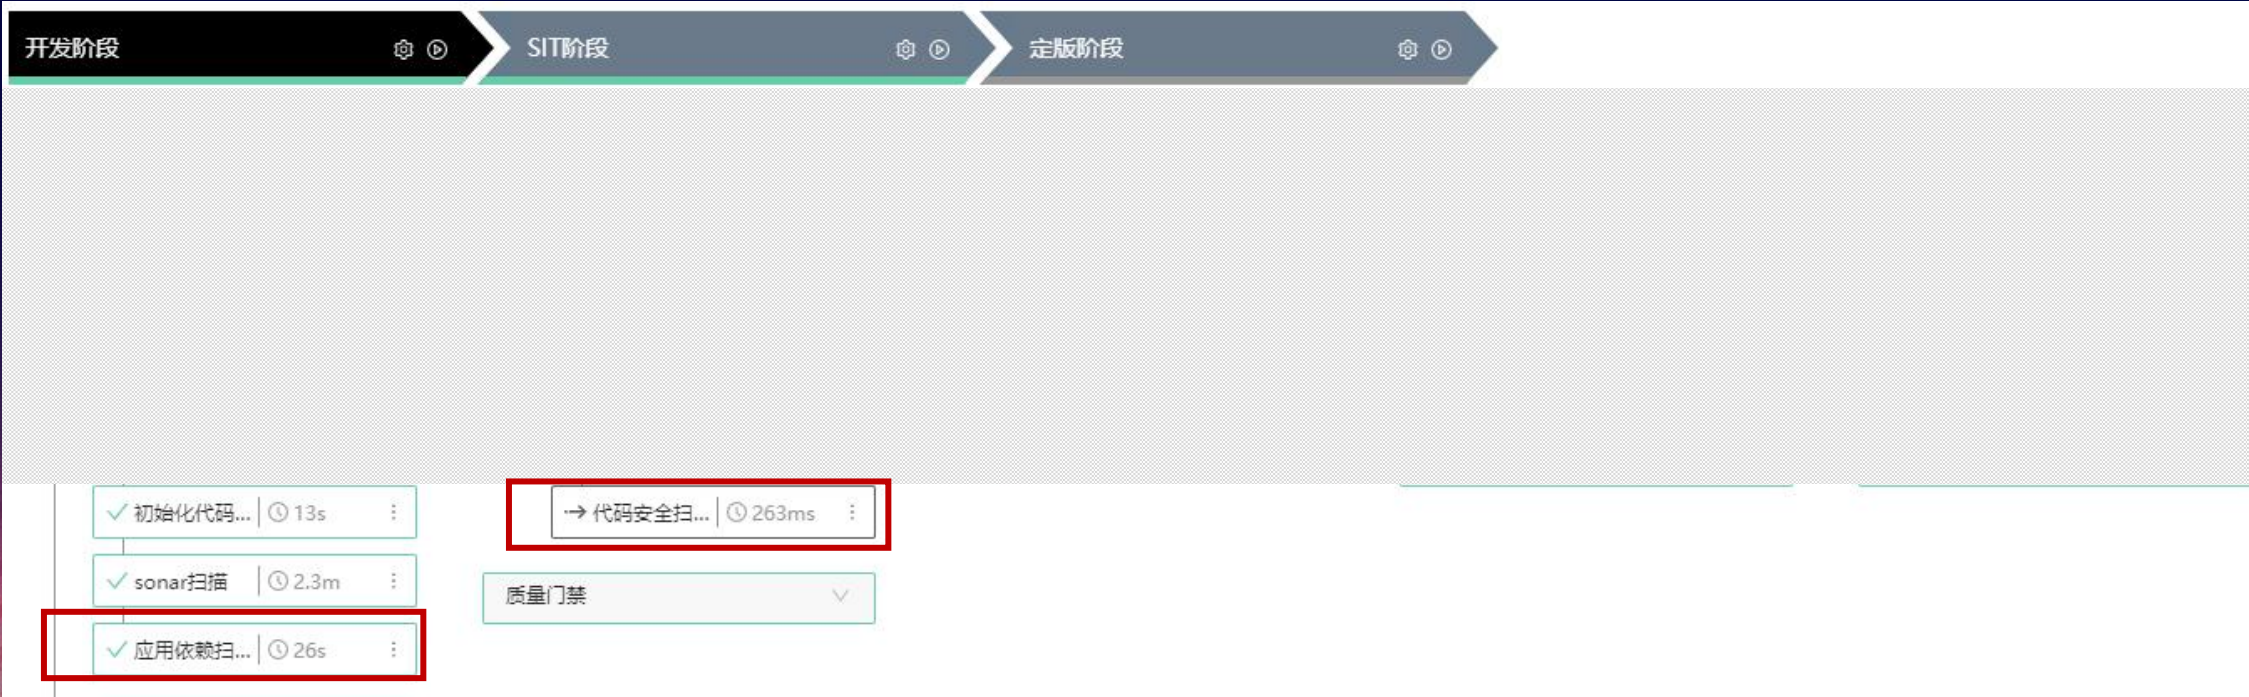 开发阶段
SIT阶段
定版阶段
初始化代码... 13s
sonar扫描 2.3m
应用依赖扫... 26s
代码安全扫... 263ms
质量门禁